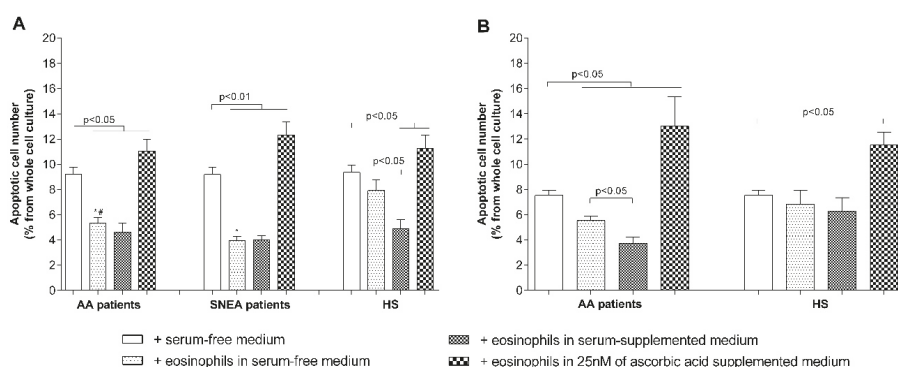 A
Apoptotic cell number
(% from whole cell culture)
20
18
16
14
12
10
8
6
4
2
0
p<0.05
*#
p<0.01
*
p<0.05
p<0.05
AA patients
SNEA patients
HS
B
Apoptotic cell number
(% from whole cell culture)
20
18
16
14
12
10
8
6
4
2
0
p<0.05
p<0.05
p<0.05
AA patients
HS
+ serum-free medium
+ eosinophils in serum-free medium
+ eosinophils in serum-supplemented medium
+ eosinophils in 25nM of ascorbic acid supplemented medium